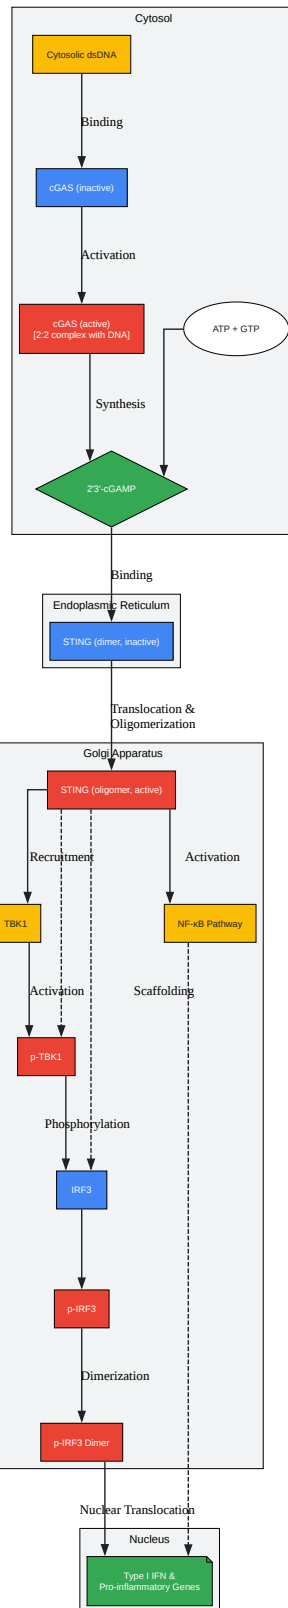 Cytosol
Cytosolic dsDNA
Binding
cGAS (inactive)
Activation
cGAS (active)
[2:2 complex with DNA]
ATP + GTP
Synthesis
2'3'-cGAMP
Binding
Endoplasmic Reticulum
STING (dimer, inactive)
Translocation &
Oligomerization
Golgi Apparatus
STING (oligomer, active)
Recruitment
Activation
TBK1
NF-κB Pathway
Activation
Scaffolding
p-TBK1
Phosphorylation
IRF3
p-IRF3
Dimerization
p-IRF3 Dimer
Nuclear Translocation
Nucleus
Type I IFN &
Pro-inflammatory Genes